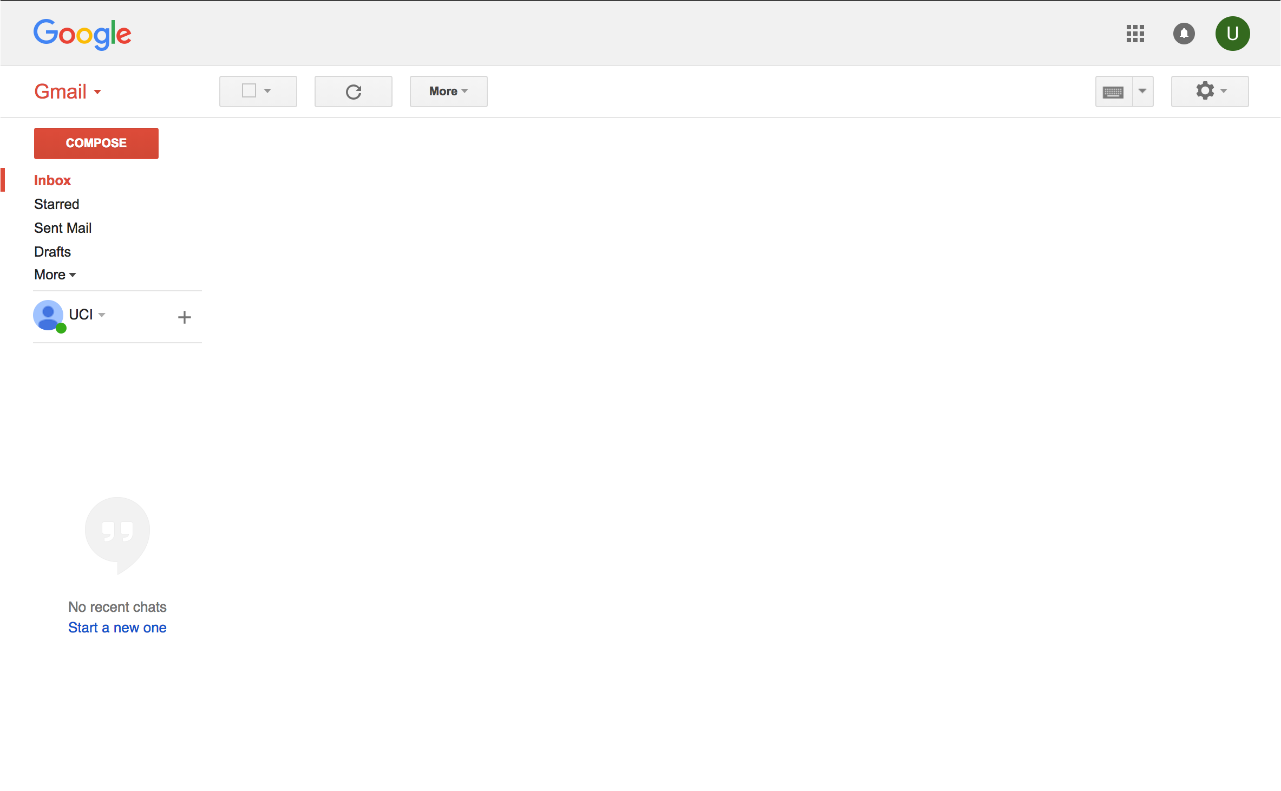 Google
U
Gmail
More
COMPOSE
Inbox
Starred
Sent Mail
Drafts
More
UCI
No recent chats
Start a new one